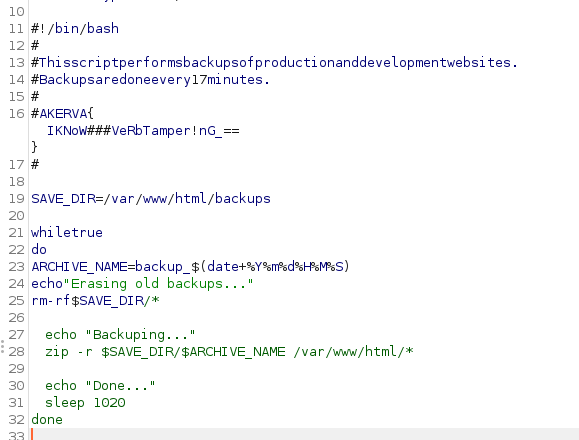 10
11 #!/bin/bash
12 #
13 #Thisscriptperformsbackupsofproductionanddevelopmentwebsites.
14 #Backupsaredoneevery17minutes.
15 #
16 #AKERVA{
IKNoW###VeRbTamper!nG_==
}
17 #
18
19 SAVE_DIR=/var/www/html/backups
20
21 whiletrue
22 do
23 ARCHIVE_NAME=backup_$(date+%Y%m%d%H%M%S)
24 echo"Erasing old backups..."
25 rm-rf$SAVE_DIR/*
26
27 echo "Backuping..."
28 zip -r $SAVE_DIR/$ARCHIVE_NAME /var/www/html/*
29
30 echo "Done..."
31 sleep 1020
32 done
33